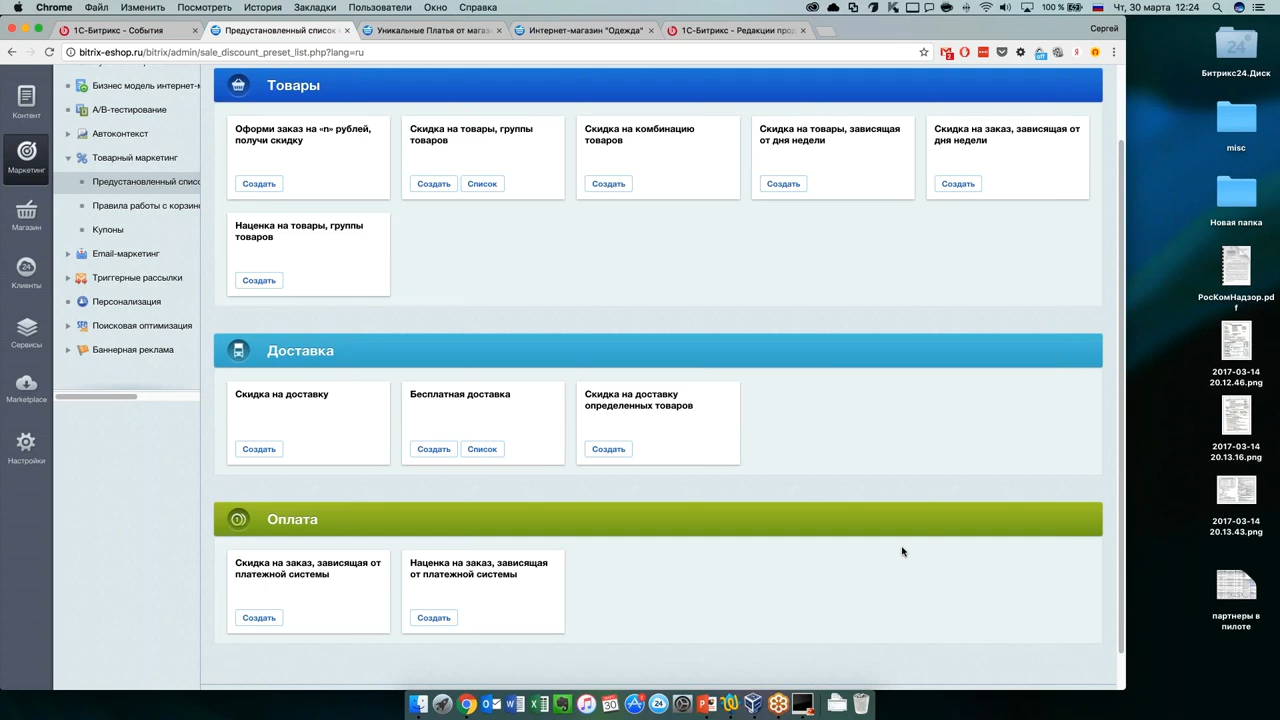 Chrome Файл Изменить Просмотреть История Закладки Пользователи Окно Справка
100 % Чт, 30 марта 12:24
1С-Битрикс - События
Предустановленный список
Уникальные Платья от магаз
Интернет-магазин "Одежда"
1С-Битрикс - Редакции прод
Сергей
bitrix-eshop.ru/bitrix/admin/sale_discount_preset_list.php?lang=ru
Контент
Маркетинг
Магазин
24
Клиенты
Сервисы
Marketplace
Настройки
Бизнес модель интернет-м
A/B-тестирование
Автоконтекст
Товарный маркетинг
Предустановленный списо
Правила работы с корзино
Купоны
Email-маркетинг
Триггерные рассылки
Персонализация
Поисковая оптимизация
Баннерная реклама
Товары
Оформи заказ на «n» рублей,
получи скидку
Создать
Скидка на товары, группы
товаров
Создать Список
Скидка на комбинацию
товаров
Создать
Скидка на товары, зависящая
от дня недели
Создать
Скидка на заказ, зависящая от
дня недели
Создать
Наценка на товары, группы
товаров
Создать
Доставка
Скидка на доставку
Создать
Бесплатная доставка
Создать Список
Скидка на доставку
определенных товаров
Создать
Оплата
Скидка на заказ, зависящая от
платежной системы
Создать
Наценка на заказ, зависящая
от платежной системы
Создать
24
Битрикс24.Диск
misc
Новая папка
РосКомНадзор.pd
f
2017-03-14
20.12.46.png
2017-03-14
20.13.16.png
2017-03-14
20.13.43.png
партнеры в
пилоте